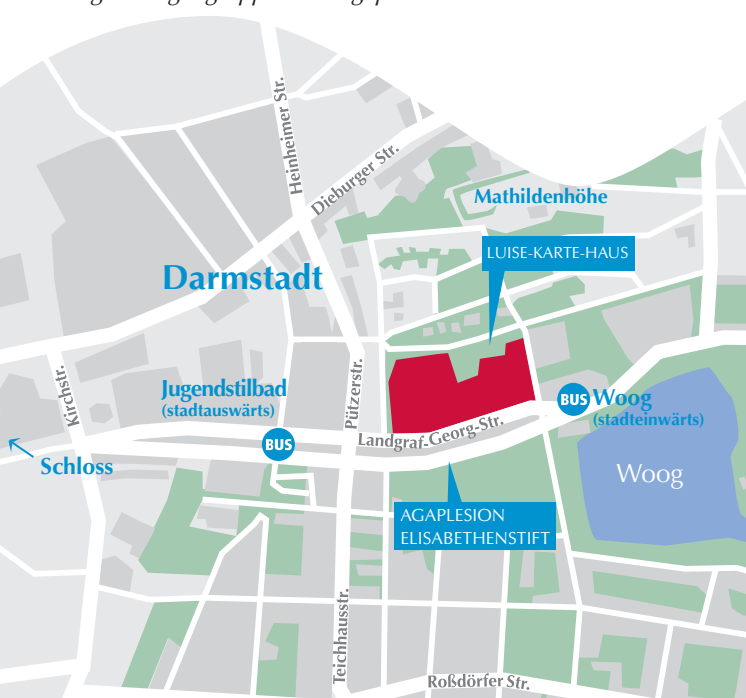 Heinheimer Str.
Dieburger Str.
Mathildenhöhe
LUISE-KARTE-HAUS
Darmstadt
Kirchstr.
Jugendstilbad
(stadtauswärts)
BUS
Pützerstr.
Landgraf-Georg-Str.
BUS
Woog
(stadteinwärts)
Schloss
Woog
AGAPLESION
ELISABETHENSTIFT
Teichhausstr.
Roßdörfer Str.